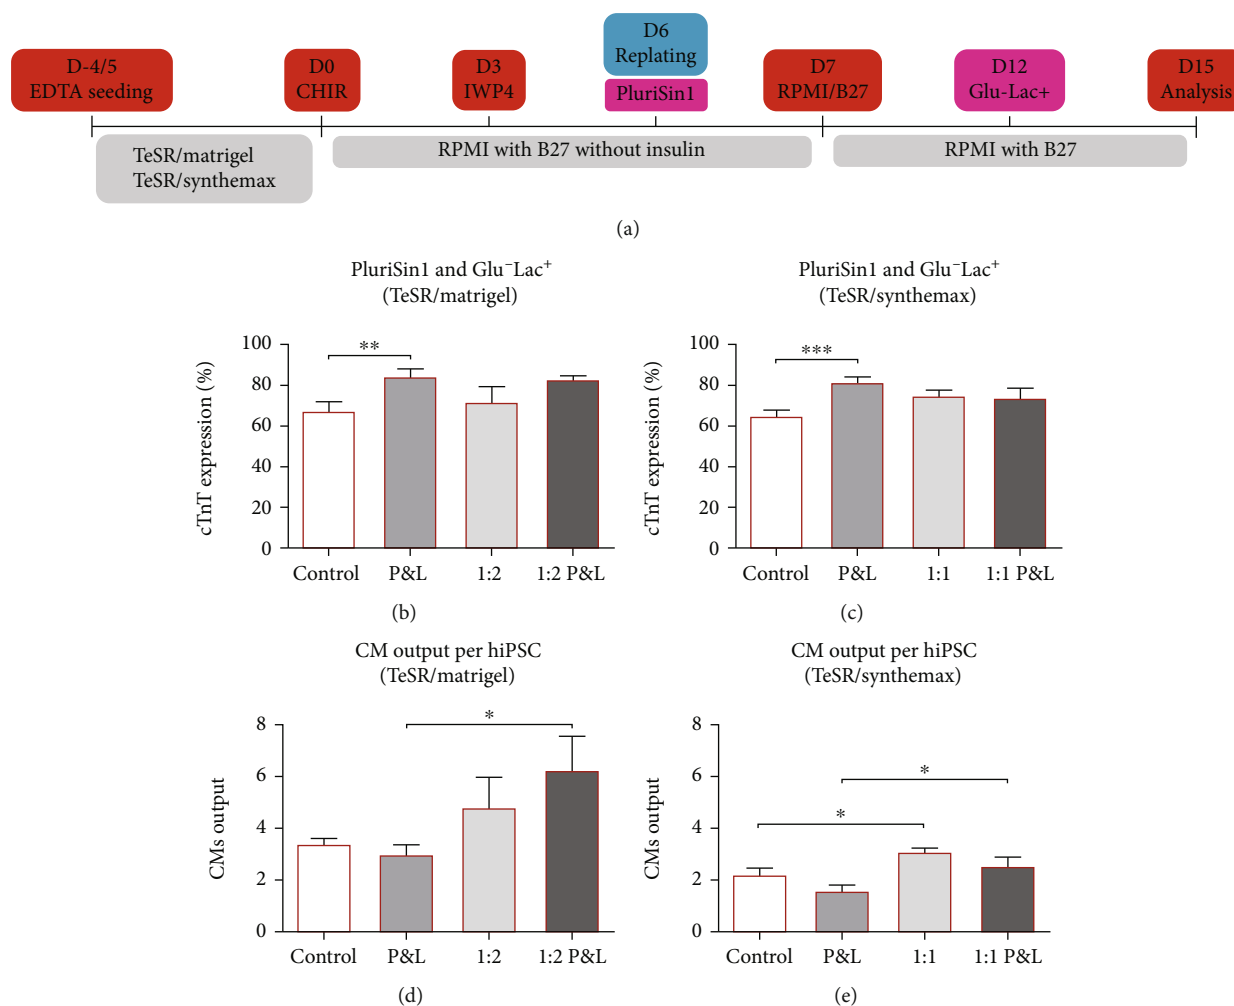 D-4/5
EDTA seeding
D0
CHIR
D3
IWP4
D6
Replating
PluriSin1
D7
RPMI/B27
D12
Glu-Lac+
D15
Analysis
TeSR/matrigel
TeSR/synthemax
RPMI with B27 without insulin
RPMI with B27
(a)
PluriSin1 and Glu⁻Lac⁺
(TeSR/matrigel)
cTnT expression (%)
100
80
60
40
20
0
**
Control P&L 1:2 1:2 P&L
(b)
PluriSin1 and Glu⁻Lac⁺
(TeSR/synthemax)
cTnT expression (%)
100
80
60
40
20
0
***
Control P&L 1:1 1:1 P&L
(c)
CM output per hiPSC
(TeSR/matrigel)
CMs output
8
6
4
2
0
*
Control P&L 1:2 1:2 P&L
(d)
CM output per hiPSC
(TeSR/synthemax)
CMs output
8
6
4
2
0
*
*
Control P&L 1:1 1:1 P&L
(e)